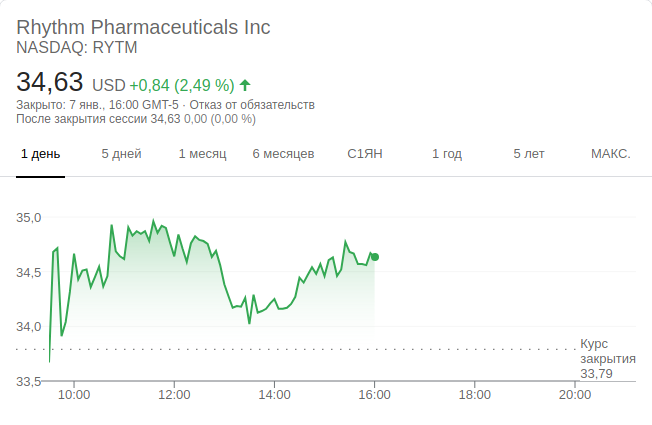 Rhythm Pharmaceuticals Inc
NASDAQ: RYTM
34,63 USD +0,84 (2,49 %)
Закрыто: 7 янв., 16:00 GMT-5 · Отказ от обязательств
После закрытия сессии 34,63 0,00 (0,00 %)
1 день 5 дней 1 месяц 6 месяцев С1ЯН 1 год 5 лет МАКС.
35,0
34,5
34,0
Курс
закрытия
33,79
33,5
10:00 12:00 14:00 16:00 18:00 20:00